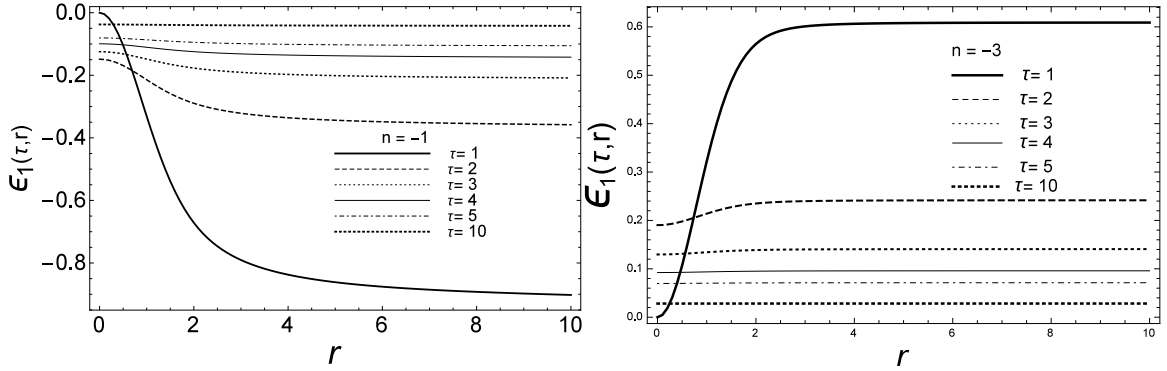 0.0
−0.2
−0.4
−0.6
−0.8
ϵ₁(τ,r)
n = −1
τ= 1
τ= 2
τ= 3
τ= 4
τ= 5
τ= 10
0 2 4 6 8 10
r
0.6
0.5
0.4
0.3
0.2
0.1
0.0
ϵ₁(τ,r)
n = −3
τ= 1
τ= 2
τ= 3
τ= 4
τ= 5
τ= 10
0 2 4 6 8 10
r